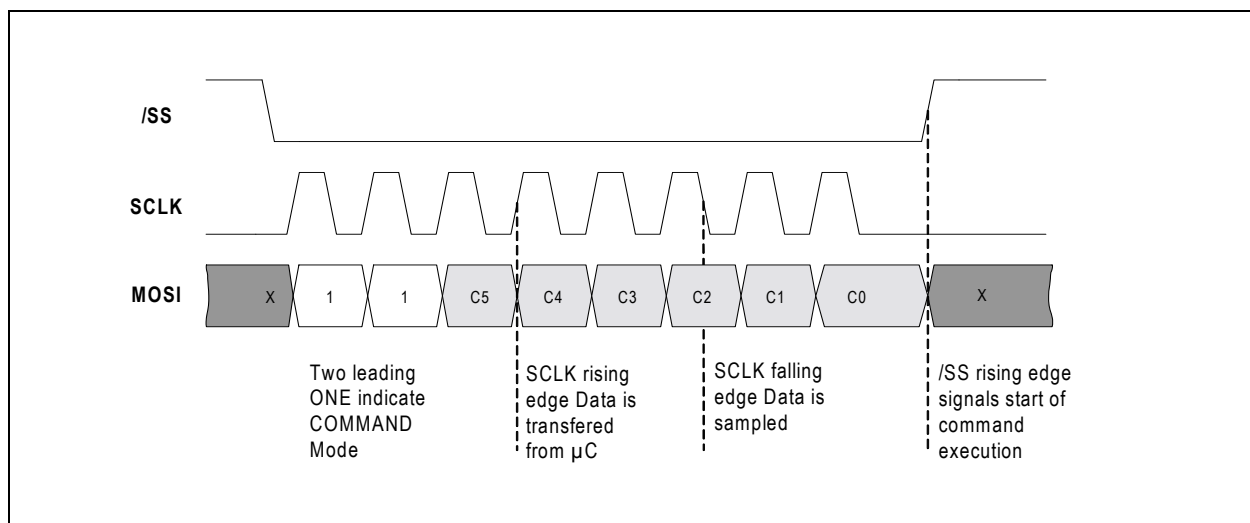 /SS
SCLK
MOSI
X 1 1 C5 C4 C3 C2 C1 C0 X
Two leading
ONE indicate
COMMAND
Mode
SCLK rising
edge Data is
transfered
from µC
SCLK falling
edge Data is
sampled
/SS rising edge
signals start of
command
execution